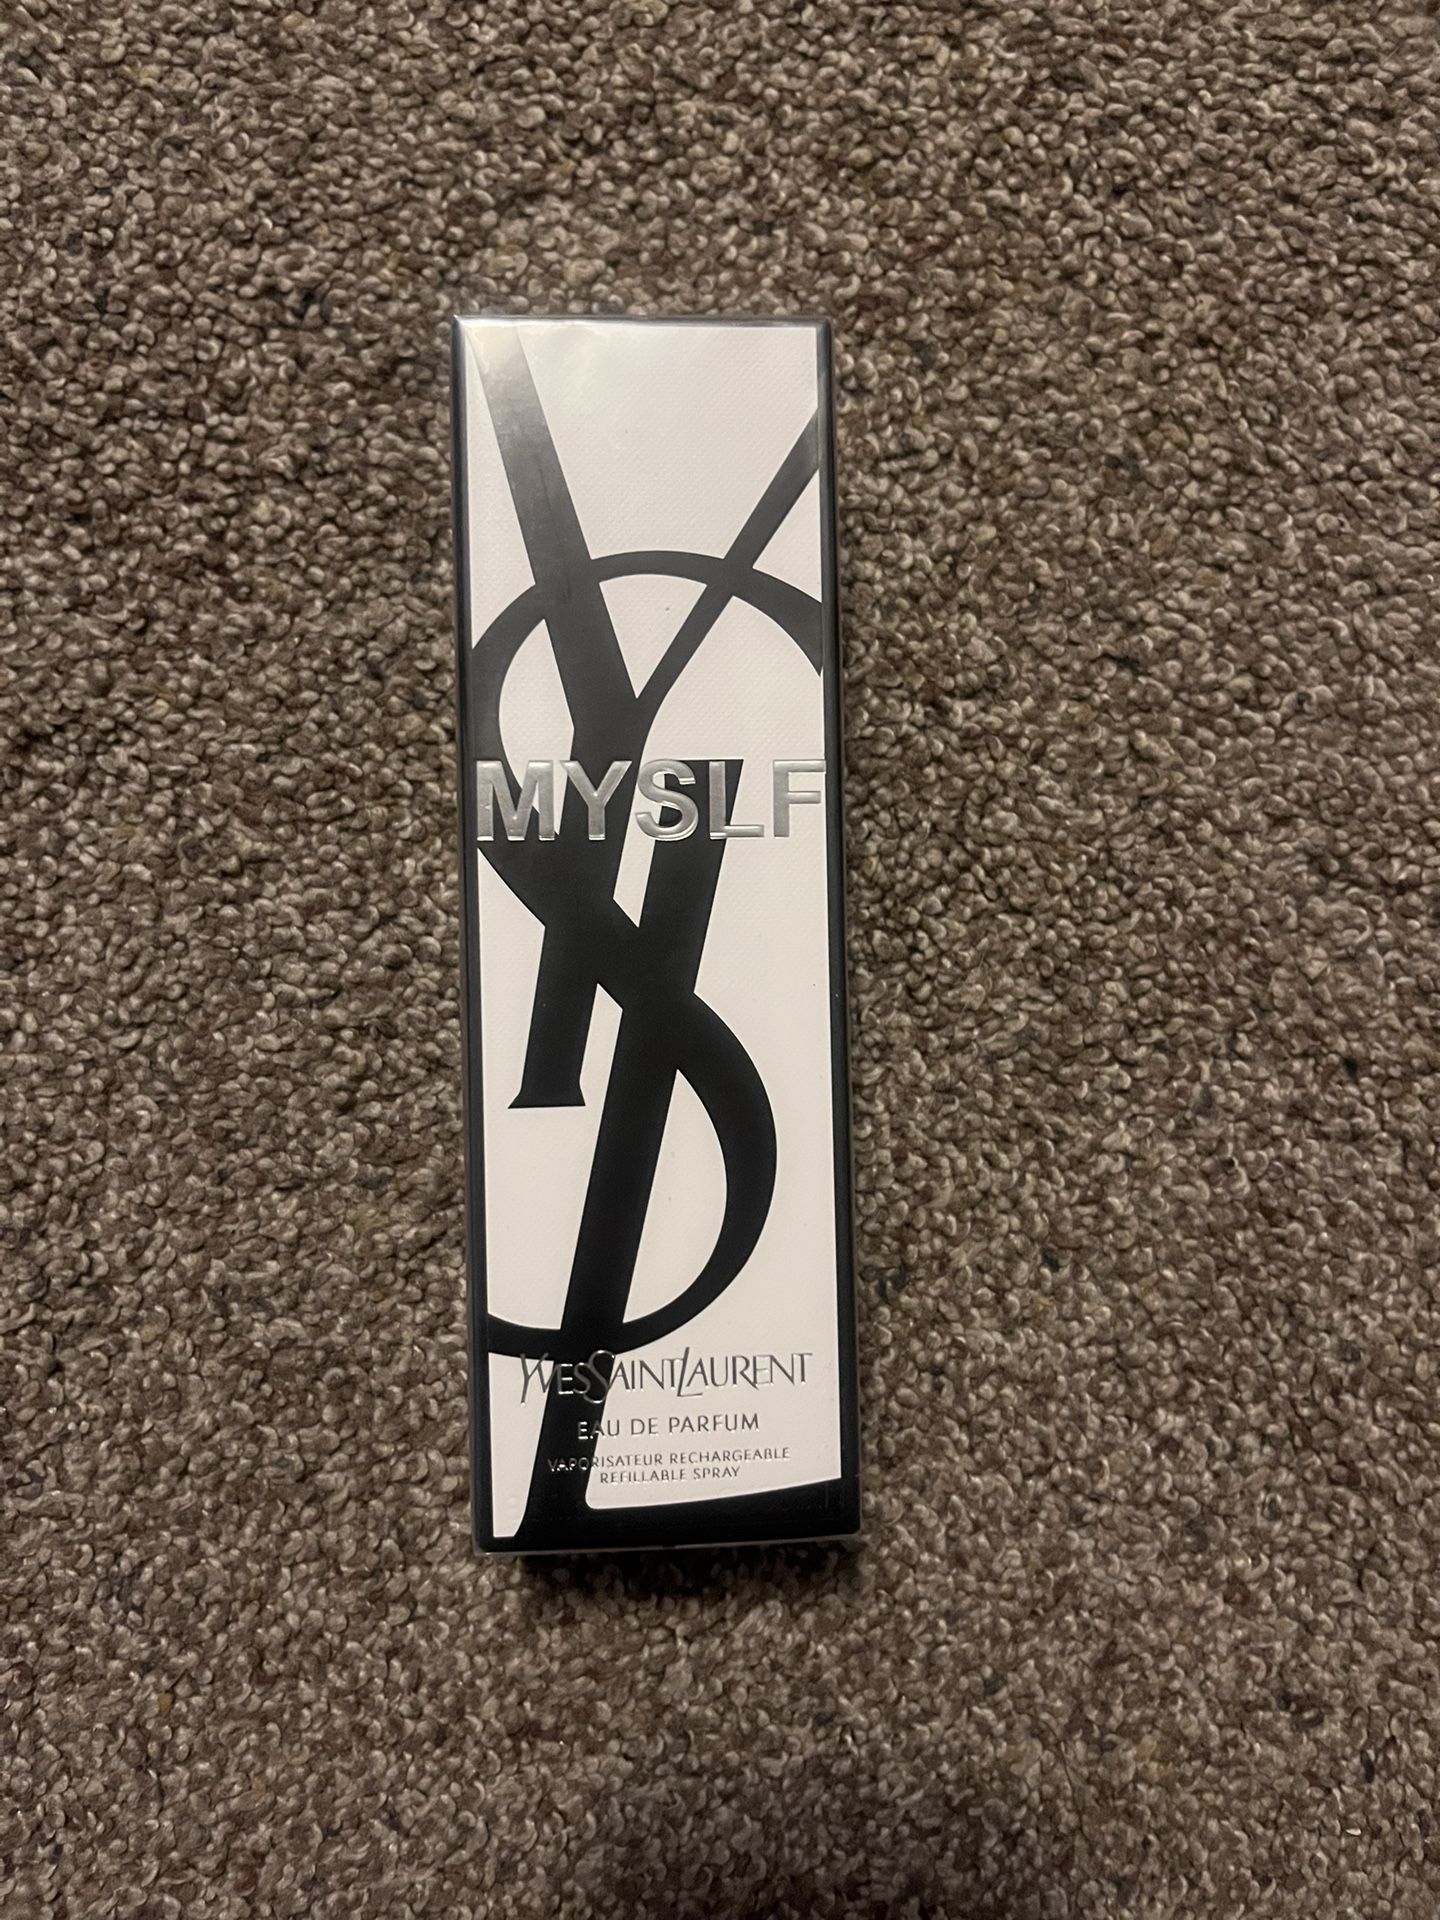 MYSLF
YVESSAINTLAURENT
EAU DE PARFUM
VAPORISATEUR RECHARGEABLE
REFILLABLE SPRAY